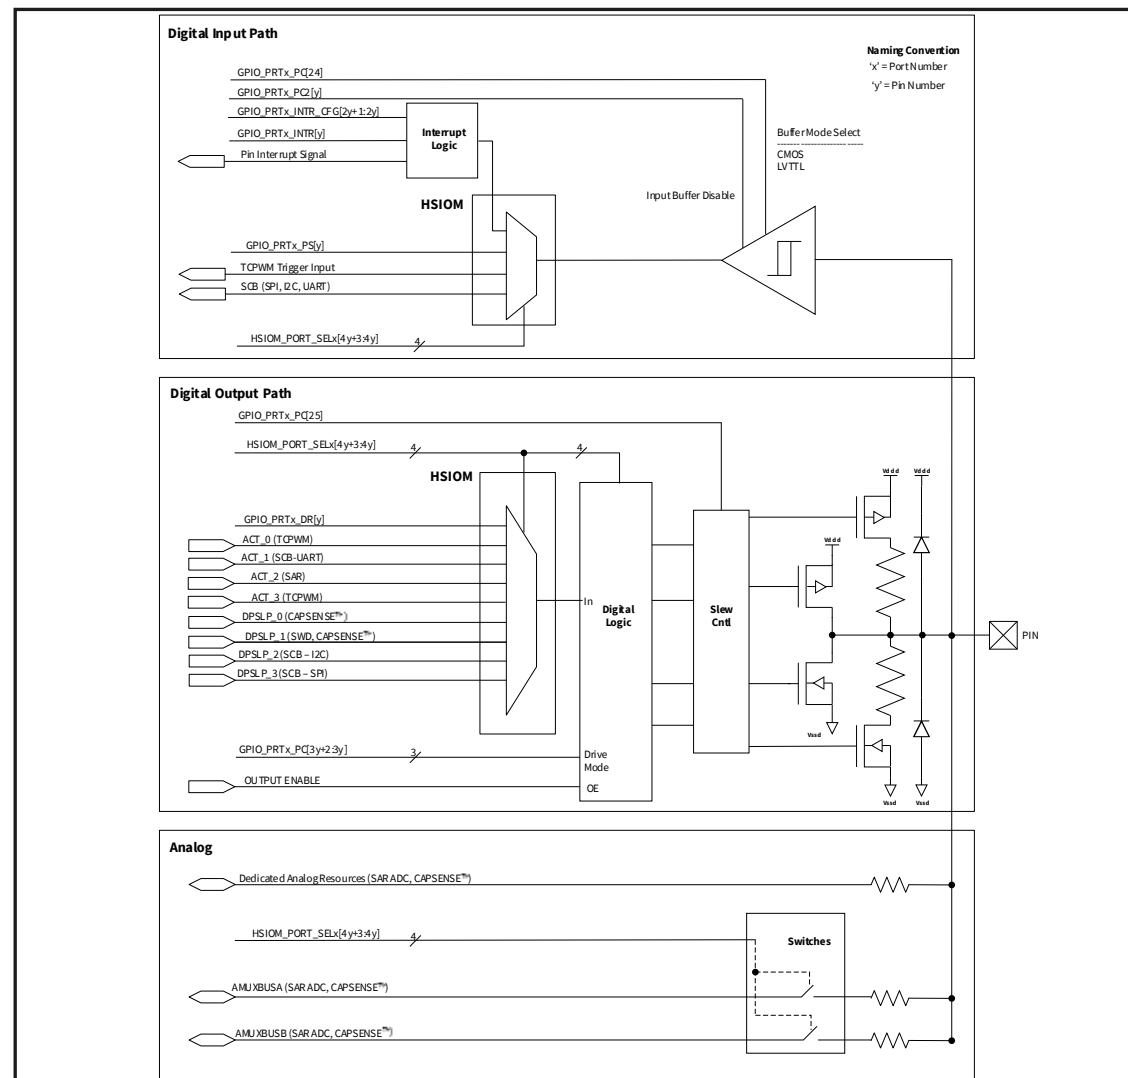 Digital Input Path
Naming Convention
‘x’ = Port Number
‘y’ = Pin Number
GPIO_PRTx_PC[24]
GPIO_PRTx_PC2[y]
GPIO_PRTx_INTR_CFG[2y+1:2y]
GPIO_PRTx_INTR[y]
Pin Interrupt Signal
Interrupt
Logic
Buffer Mode Select
CMOS
LVTTL
Input Buffer Disable
HSIOM
GPIO_PRTx_PS[y]
TCPWM Trigger Input
SCB (SPI, I2C, UART)
HSIOM_PORT_SELx[4y+3:4y]
4
Digital Output Path
GPIO_PRTx_PC[25]
HSIOM_PORT_SELx[4y+3:4y]
4
4
HSIOM
GPIO_PRTx_DR[y]
ACT_0 (TCPWM)
ACT_1 (SCB-UART)
ACT_2 (SAR)
ACT_3 (TCPWM)
DPSLP_0 (CAPSENSE™)
DPSLP_1 (SWD, CAPSENSE™)
DPSLP_2 (SCB – I2C)
DPSLP_3 (SCB – SPI)
In
Digital
Logic
Slew
Cntl
Vddd
Vddd
Vddd
PIN
Vssd
Vssd
Vssd
GPIO_PRTx_PC[3y+2:3y]
3
Drive
Mode
OUTPUT ENABLE
OE
Analog
Dedicated Analog Resources (SAR ADC, CAPSENSE™)
HSIOM_PORT_SELx[4y+3:4y]
4
Switches
AMUXBUSA (SAR ADC, CAPSENSE™)
AMUXBUSB (SAR ADC, CAPSENSE™)